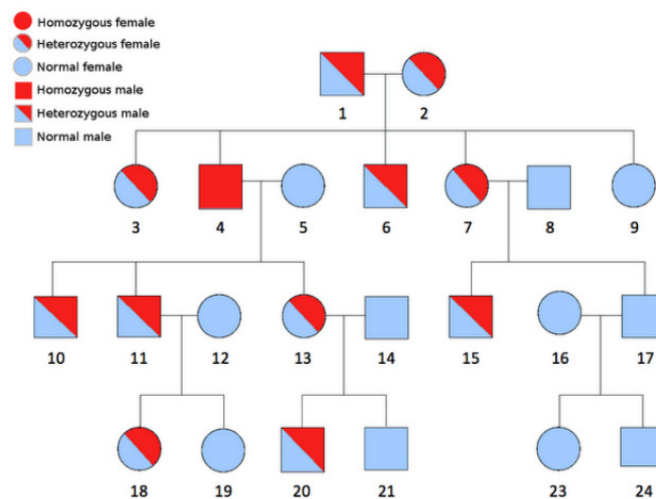 Homozygous female
Heterozygous female
Normal female
Homozygous male
Heterozygous male
Normal male
1 2
3 4 5 6 7 8 9
10 11 12 13 14 15 16 17
18 19 20 21 23 24